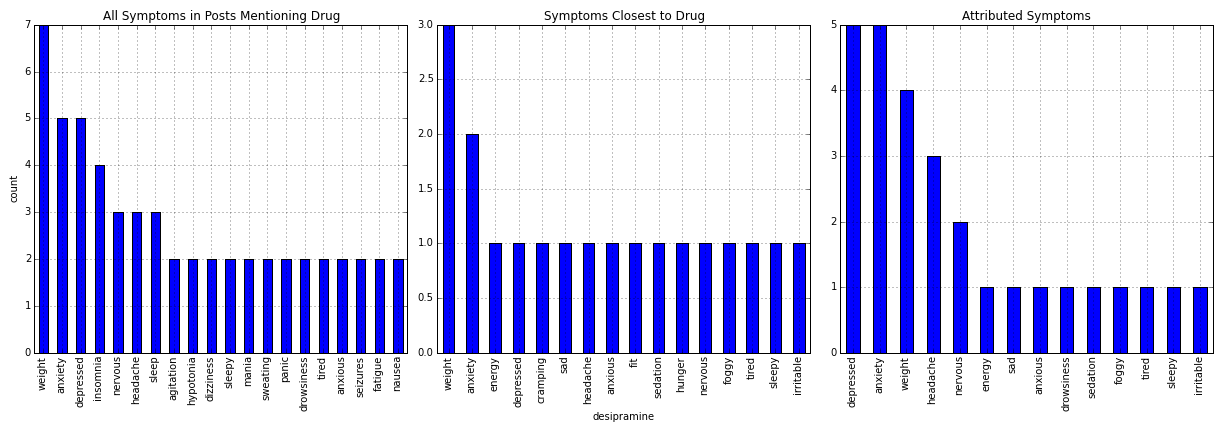 All Symptoms in Posts Mentioning Drug
7
6
5
4
3
2
1
0
count
weight
anxiety
depressed
insomnia
nervous
headache
sleep
agitation
hypotonia
dizziness
sleepy
mania
sweating
panic
drowsiness
tired
anxious
seizures
fatigue
nausea
Symptoms Closest to Drug
3.0
2.5
2.0
1.5
1.0
0.5
0.0
weight
anxiety
energy
depressed
cramping
sad
headache
anxious
fit
sedation
hunger
nervous
foggy
tired
sleepy
irritable
desipramine
Attributed Symptoms
5
4
3
2
1
0
depressed
anxiety
weight
headache
nervous
energy
sad
anxious
drowsiness
sedation
foggy
tired
sleepy
irritable